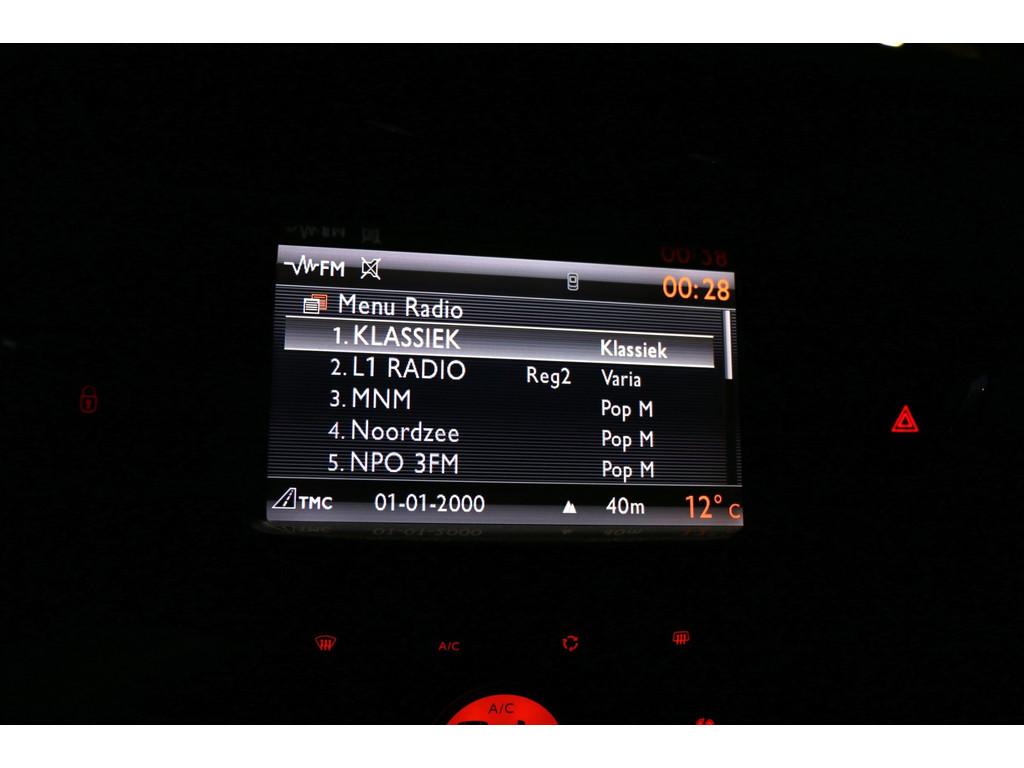 FM 00:28
Menu Radio
1. KLASSIEK Klassiek
2. L1 RADIO Reg2 Varia
3. MNM Pop M
4. Noordzee Pop M
5. NPO 3FM Pop M
TMC 01-01-2000 40m 12° C
A/C
A/C